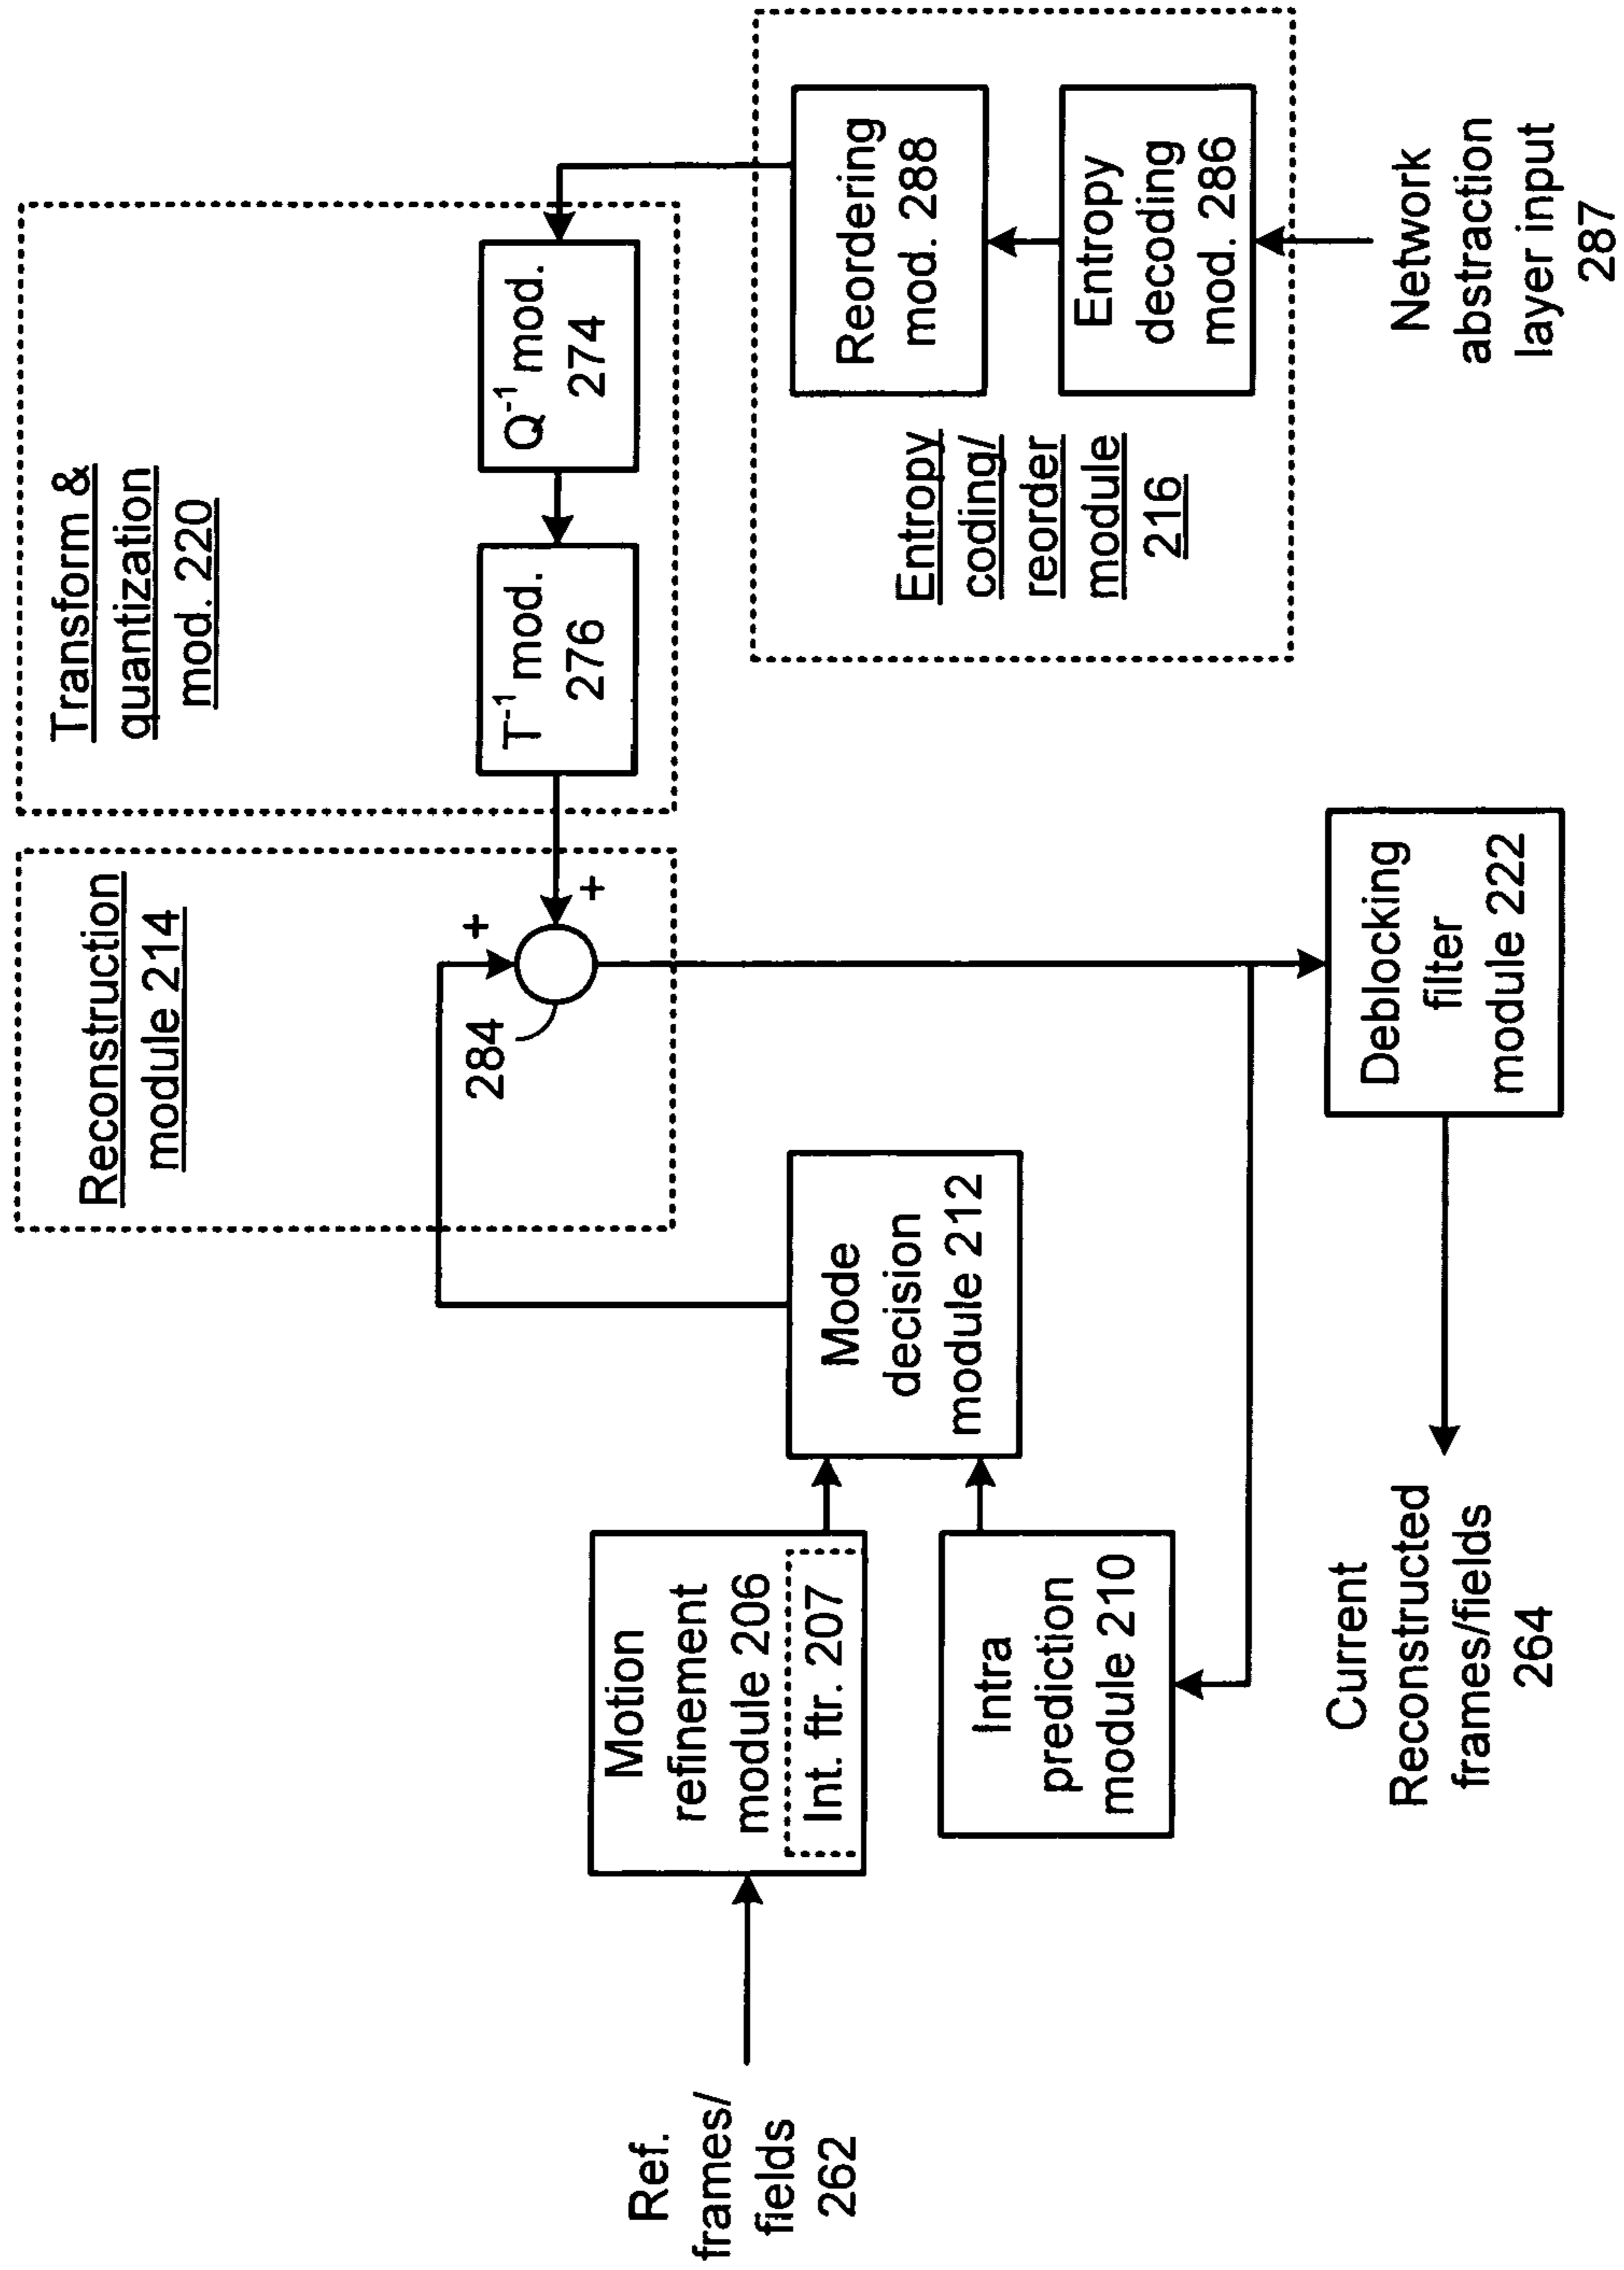 Transform &
quantization
mod. 220
Reconstruction
module 214
Q-1 mod.
274
T-1 mod.
276
+
+
284
Motion
refinement
module 206
Int. ftr. 207
Ref.
frames/
fields
262
Mode
decision
module 212
Intra
prediction
module 210
Reordering
mod. 288
Entropy
decoding
mod. 286
Entropy
coding/
reorder
module
216
Deblocking
filter
module 222
Current
Reconstructed
frames/fields
264
Network
abstraction
layer input
287